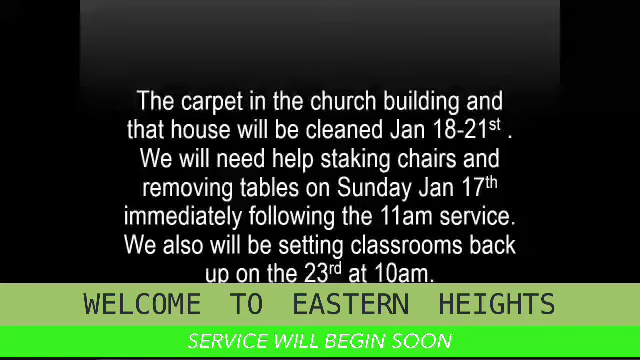 The carpet in the church building and
that house will be cleaned Jan 18-21st .
We will need help staking chairs and
removing tables on Sunday Jan 17th
immediately following the 11am service.
We also will be setting classrooms back
up on the 23rd at 10am.
WELCOME TO EASTERN HEIGHTS
SERVICE WILL BEGIN SOON